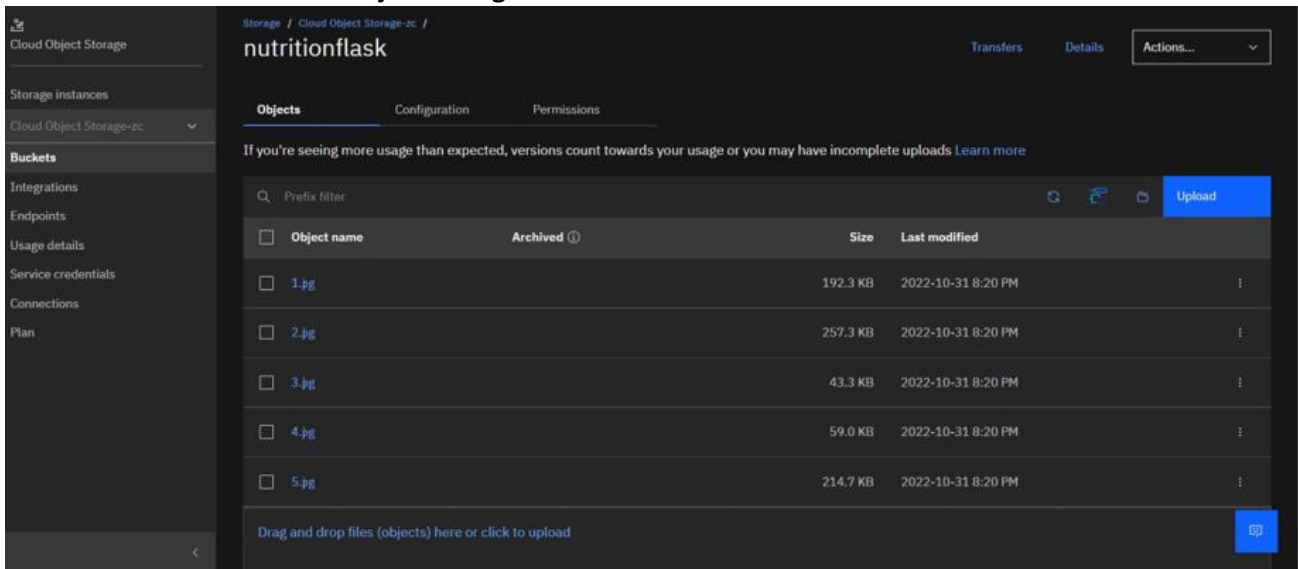 Storage / Cloud Object Storage-zc /
Cloud Object Storage
nutritionflask
Transfers
Details
Actions...
Storage instances
Cloud Object Storage-zc
Buckets
Integrations
Endpoints
Usage details
Service credentials
Connections
Plan
Objects Configuration Permissions
If you're seeing more usage than expected, versions count towards your usage or you may have incomplete uploads Learn more
Prefix filter
Upload
Object name Archived Size Last modified
1.jpg 192.3 KB 2022-10-31 8:20 PM
2.jpg 257.3 KB 2022-10-31 8:20 PM
3.jpg 43.3 KB 2022-10-31 8:20 PM
4.jpg 59.0 KB 2022-10-31 8:20 PM
5.jpg 214.7 KB 2022-10-31 8:20 PM
Drag and drop files (objects) here or click to upload